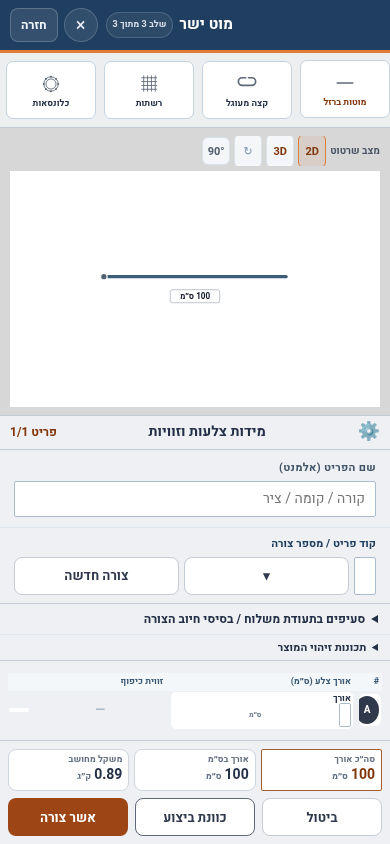 מוט ישר
שלב 3 מתוך 3
×
חזרה
מוטות ברזל
קצה מעוגל
רשתות
כלונסאות
מצב שרטוט
2D
3D
↻
90°
100 ס"מ
מידות צלעות וזוויות
פריט 1/1
שם הפריט (אלמנט)
קורה / קומה / ציר
קוד פריט / מספר צורה
▼
צורה חדשה
◀ סעיפים בתעודת משלוח / בסיסי חיוב הצורה
◀ תכונות זיהוי המוצר
# אורך צלע (ס"מ) זווית כיפוף
A
אורך
ס"מ
—
סה"כ אורך
100 ס"מ
אורך בס"מ
100 ס"מ
משקל מחושב
0.89 ק"ג
ביטול
כוונת ביצוע
אשר צורה